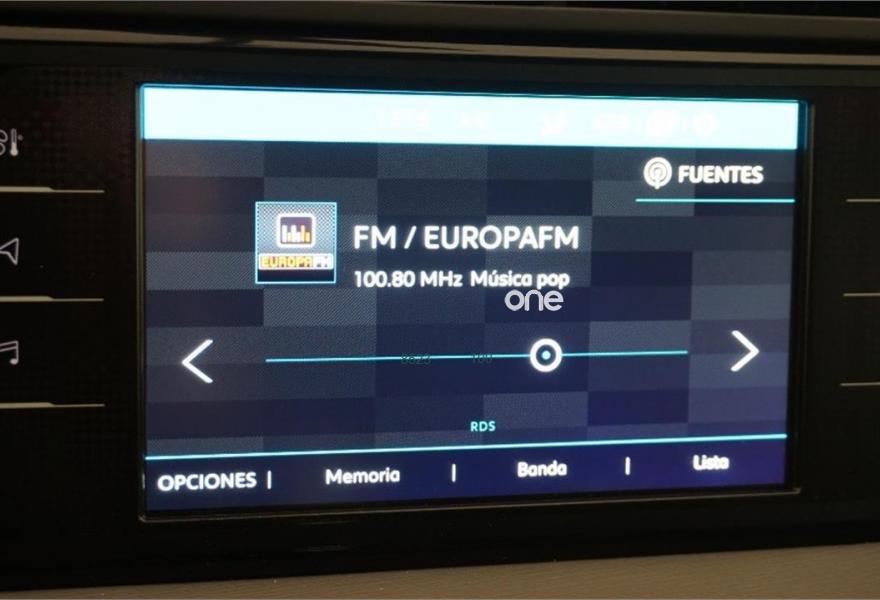 FUENTES
EUROPAFM
FM / EUROPAFM
100.80 MHz Música pop
one
RDS
OPCIONES | Memoria | Banda | Lista